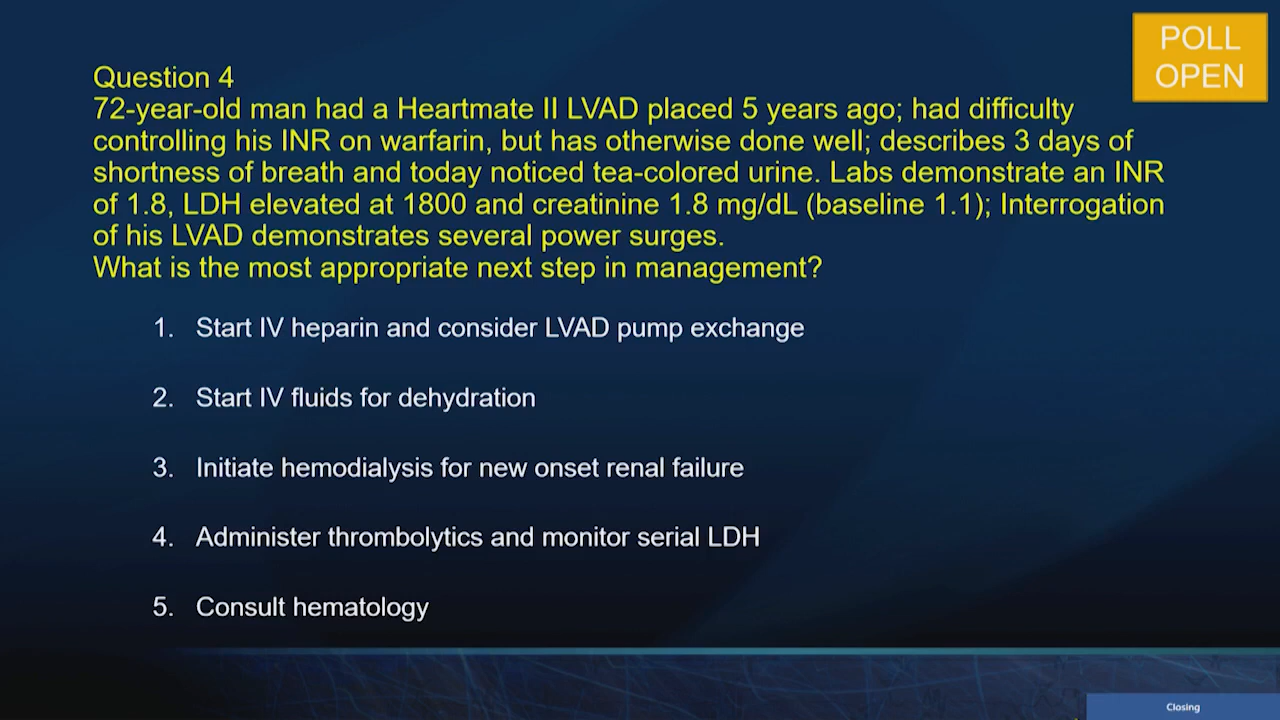 POLL
OPEN
Question 4
72-year-old man had a Heartmate II LVAD placed 5 years ago; had difficulty
controlling his INR on warfarin, but has otherwise done well; describes 3 days of
shortness of breath and today noticed tea-colored urine. Labs demonstrate an INR
of 1.8, LDH elevated at 1800 and creatinine 1.8 mg/dL (baseline 1.1); Interrogation
of his LVAD demonstrates several power surges.
What is the most appropriate next step in management?
1. Start IV heparin and consider LVAD pump exchange
2. Start IV fluids for dehydration
3. Initiate hemodialysis for new onset renal failure
4. Administer thrombolytics and monitor serial LDH
5. Consult hematology
Closing